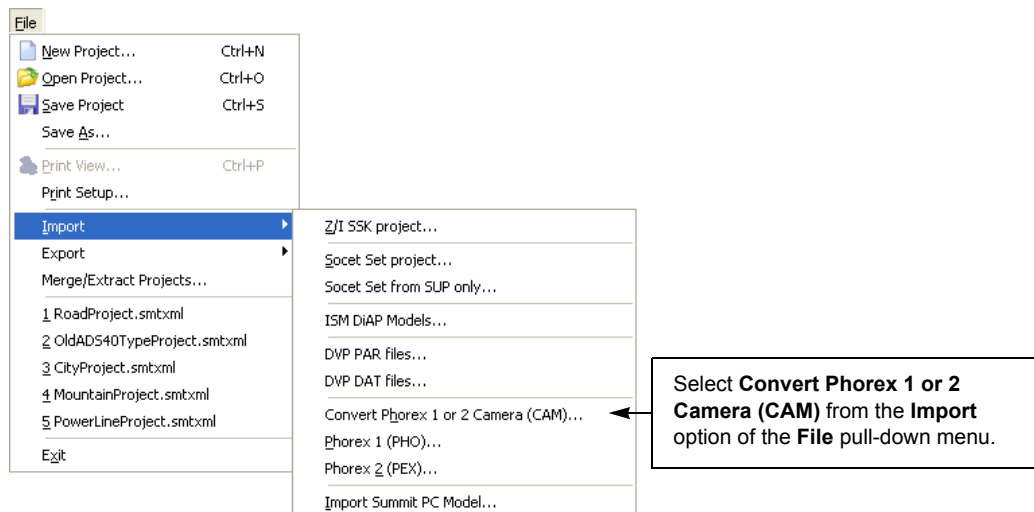 File
New Project... Ctrl+N
Open Project... Ctrl+O
Save Project Ctrl+S
Save As...
Print View... Ctrl+P
Print Setup...
Import
Export
Merge/Extract Projects...
1 RoadProject.smtxml
2 OldADS40TypeProject.smtxml
3 CityProject.smtxml
4 MountainProject.smtxml
5 PowerLineProject.smtxml
Exit
Z/I SSK project...
Socet Set project...
Socet Set from SUP only...
ISM DiAP Models...
DVP PAR files...
DVP DAT files...
Convert Phorex 1 or 2 Camera (CAM)...
Phorex 1 (PHO)...
Phorex 2 (PEX)...
Import Summit PC Model...
Select Convert Phorex 1 or 2
Camera (CAM) from the Import
option of the File pull-down menu.